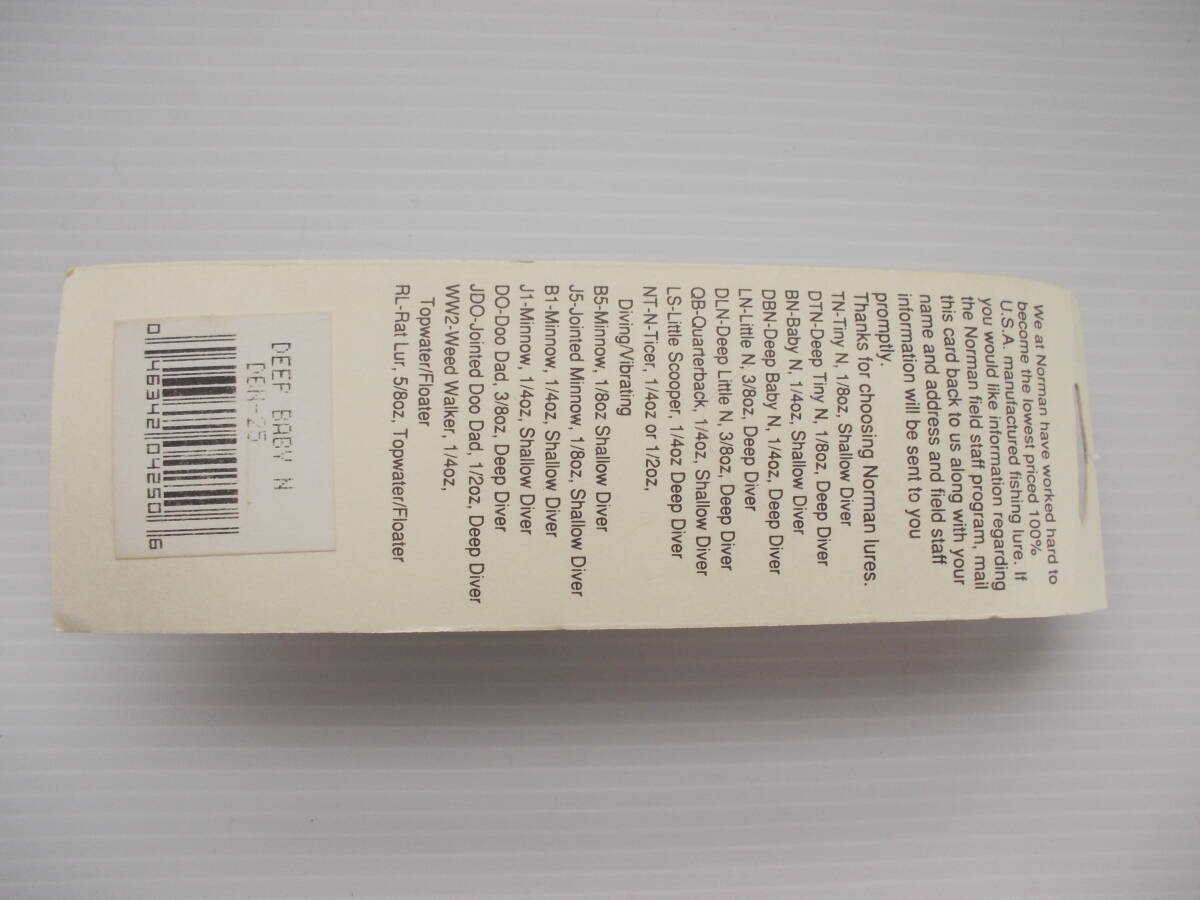 We at Norman have worked hard to
become the lowest priced 100%
U.S.A. manufactured fishing lure. If
you would like information regarding
the Norman field staff program, mail
this card back to us along with your
name and address and field staff
information will be sent to you
promptly.
Thanks for choosing Norman lures.
TN-Tiny N, 1/8oz, Shallow Diver
DTN-Deep Tiny N, 1/8oz, Deep Diver
BN-Baby N, 1/4oz, Shallow Diver
DBN-Deep Baby N, 1/4oz, Deep Diver
LN-Little N, 3/8oz, Deep Diver
DLN-Deep Little N, 3/8oz, Deep Diver
QB-Quarterback, 1/4oz, Shallow Diver
LS-Little Scooper, 1/4oz Deep Diver
NT-N-Ticer, 1/4oz or 1/2oz,
Diving/Vibrating
B5-Minnow, 1/8oz Shallow Diver
J5-Jointed Minnow, 1/8oz, Shallow Diver
B1-Minnow, 1/4oz, Shallow Diver
J1-Minnow, 1/4oz, Shallow Diver
DO-Doo Dad, 3/8oz, Deep Diver
JDO-Jointed Doo Dad, 1/2oz, Deep Diver
WW2-Weed Walker, 1/4oz,
Topwater/Floater
RL-Rat Lur, 5/8oz, Topwater/Floater
DEEP BABY N
DBN-25
0 46342 04250 6